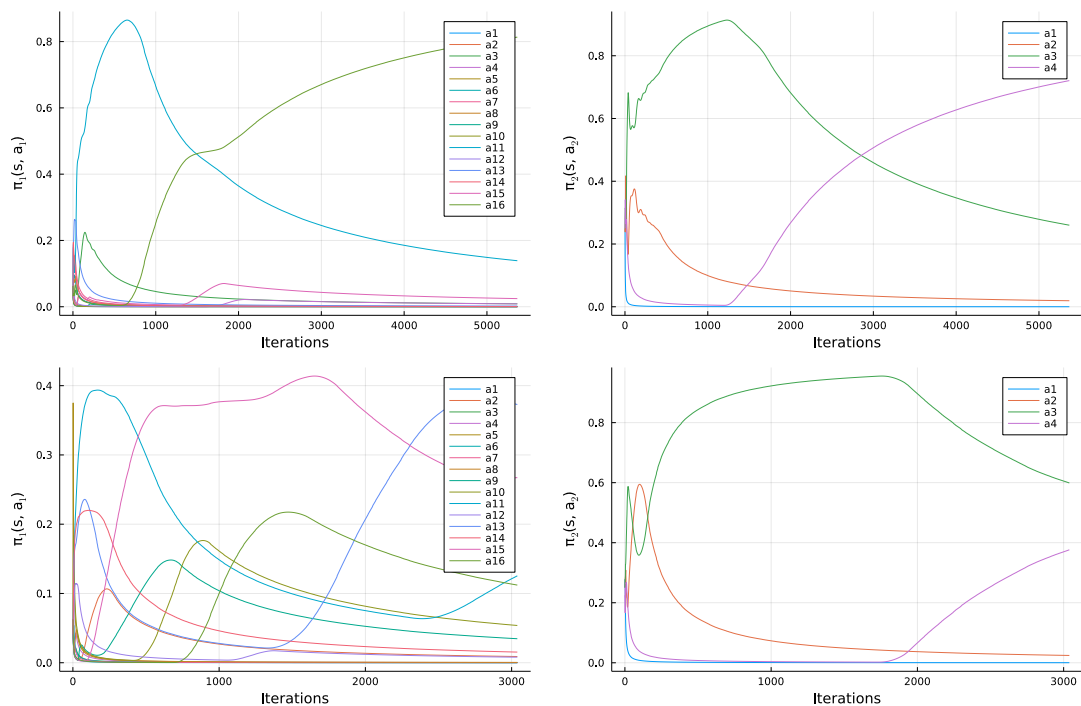 π₁(s, a₁)
0.8
0.6
0.4
0.2
0.0
0 1000 2000 3000 4000 5000
Iterations
a1
a2
a3
a4
a5
a6
a7
a8
a9
a10
a11
a12
a13
a14
a15
a16
π₂(s, a₂)
0.8
0.6
0.4
0.2
0.0
0 1000 2000 3000 4000 5000
Iterations
a1
a2
a3
a4
π₁(s, a₁)
0.4
0.3
0.2
0.1
0.0
0 1000 2000 3000
Iterations
a1
a2
a3
a4
a5
a6
a7
a8
a9
a10
a11
a12
a13
a14
a15
a16
π₂(s, a₂)
0.8
0.6
0.4
0.2
0.0
0 1000 2000 3000
Iterations
a1
a2
a3
a4